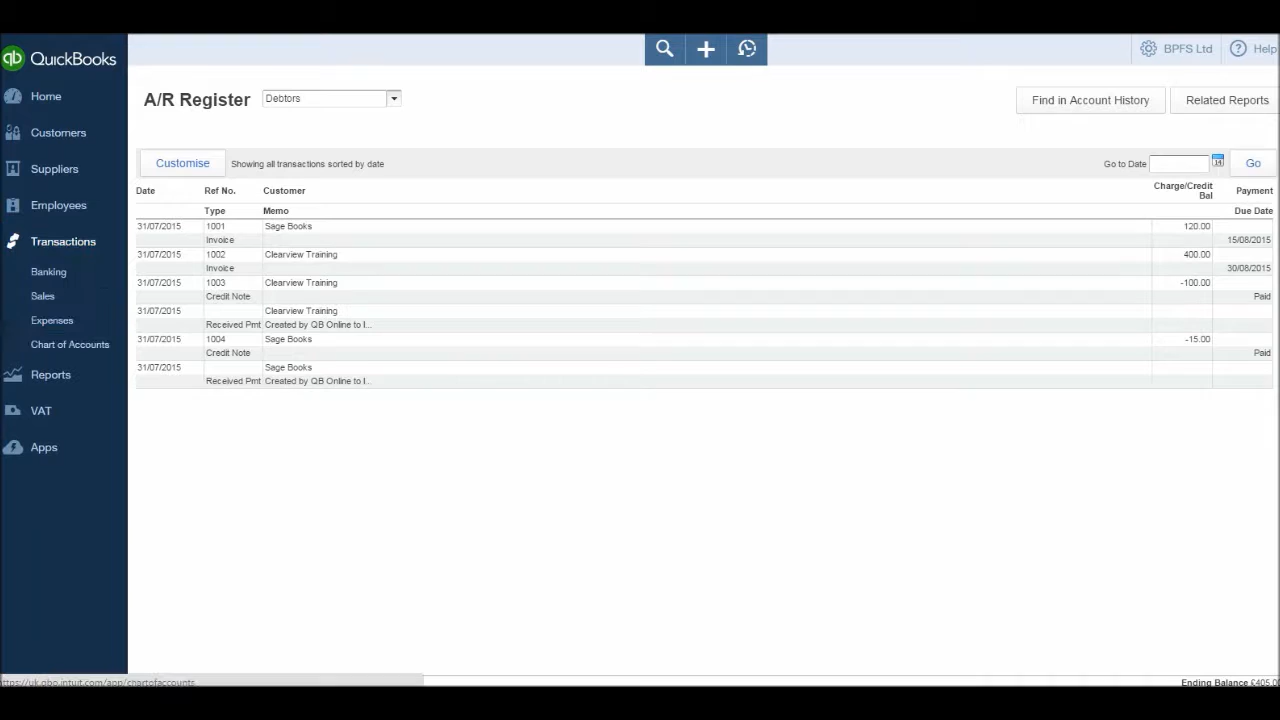 qb QuickBooks
BPFS Ltd
Help
Home
Customers
Suppliers
Employees
Transactions
Banking
Sales
Expenses
Chart of Accounts
Reports
VAT
Apps
A/R Register Debtors
Find in Account History Related Reports
Customise Showing all transactions sorted by date Go to Date 14 Go
Date Ref No. Customer Charge/Credit Payment
Bal
Type Memo Due Date
31/07/2015 1001 Sage Books 120.00
Invoice 15/08/2015
31/07/2015 1002 Clearview Training 400.00
Invoice 30/08/2015
31/07/2015 1003 Clearview Training -100.00
Credit Note Paid
31/07/2015 Clearview Training
Received Pmt Created by QB Online to l...
31/07/2015 1004 Sage Books -15.00
Credit Note Paid
31/07/2015 Sage Books
Received Pmt Created by QB Online to l..
https://uk.qbo.intuit.com/app/chartofaccounts
Ending Balance £405.00